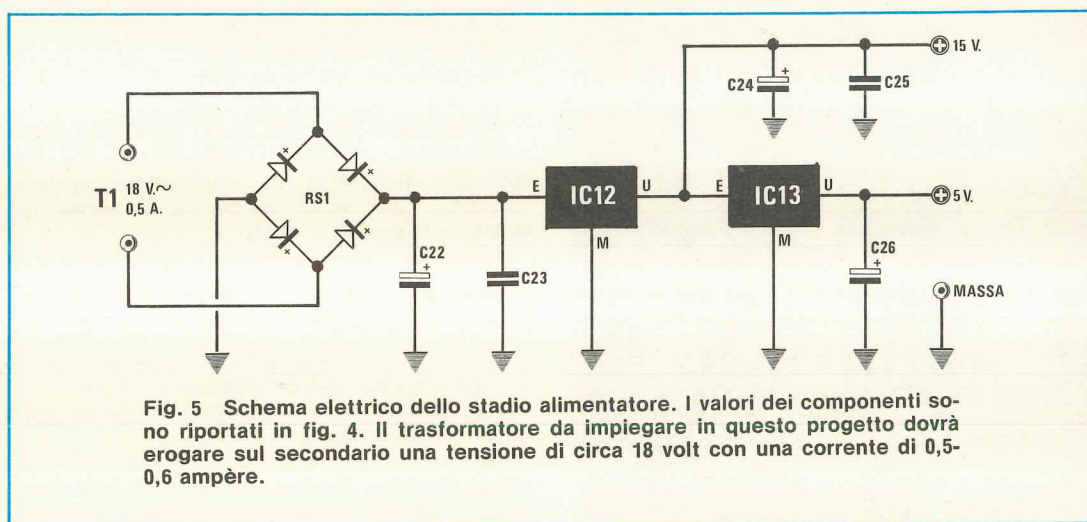 15 V.
C24
+
C25
T1
18 V.~
0,5 A.
RS1
E
IC12
U
E
IC13
U
5 V.
M
M
C22
+
C23
C26
+
MASSA
Fig. 5 Schema elettrico dello stadio alimentatore. I valori dei componenti so-
no riportati in fig. 4. Il trasformatore da impiegare in questo progetto dovrà
erogare sul secondario una tensione di circa 18 volt con una corrente di 0,5-
0,6 ampère.